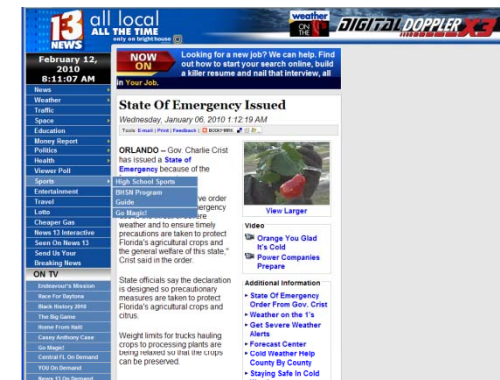 13
NEWS
all local
ALL THE TIME
only on bright house
weather
ON THE
DIGITAL DOPPLER X3
February 12,
2010
8:11:07 AM
News
Weather
Traffic
Space
Education
Money Report
Politics
Health
Viewer Poll
Sports
Entertainment
Travel
Lotto
Cheaper Gas
News 13 Interactive
Seen On News 13
Send Us Your
Breaking News
ON TV
Endeavour's Mission
Race For Daytona
Black History 2010
The Big Game
Home From Haiti
Casey Anthony Case
Go Magic!
Central FL On Demand
YOU On Demand
News 13 On Demand
High School Sports
BHSN Program
Guide
Go Magic!
NOW
ON
Looking for a new job? We can help. Find
out how to start your search online, build
a killer resume and nail that interview, all
in Your Job.
State Of Emergency Issued
Wednesday, January 06, 2010 1:12:19 AM
Tools: Email | Print | Feedback | BOOKMARK
ORLANDO -- Gov. Charlie Crist
has issued a State of
Emergency because of the
ve order
ergency
weather and to ensure timely
precautions are taken to protect
Florida's agricultural crops and
the general welfare of this state,"
Crist said in the order.
State officials say the declaration
is designed so precautionary
measures are taken to protect
Florida's agricultural crops and
citrus.
Weight limits for trucks hauling
crops to processing plants are
being relaxed so that the crops
can be preserved.
View Larger
Video
Orange You Glad
It's Cold
Power Companies
Prepare
Additional Information
State Of Emergency
Order From Gov. Crist
Weather on the 1's
Get Severe Weather
Alerts
Forecast Center
Cold Weather Help
County By County
Staying Safe In Cold